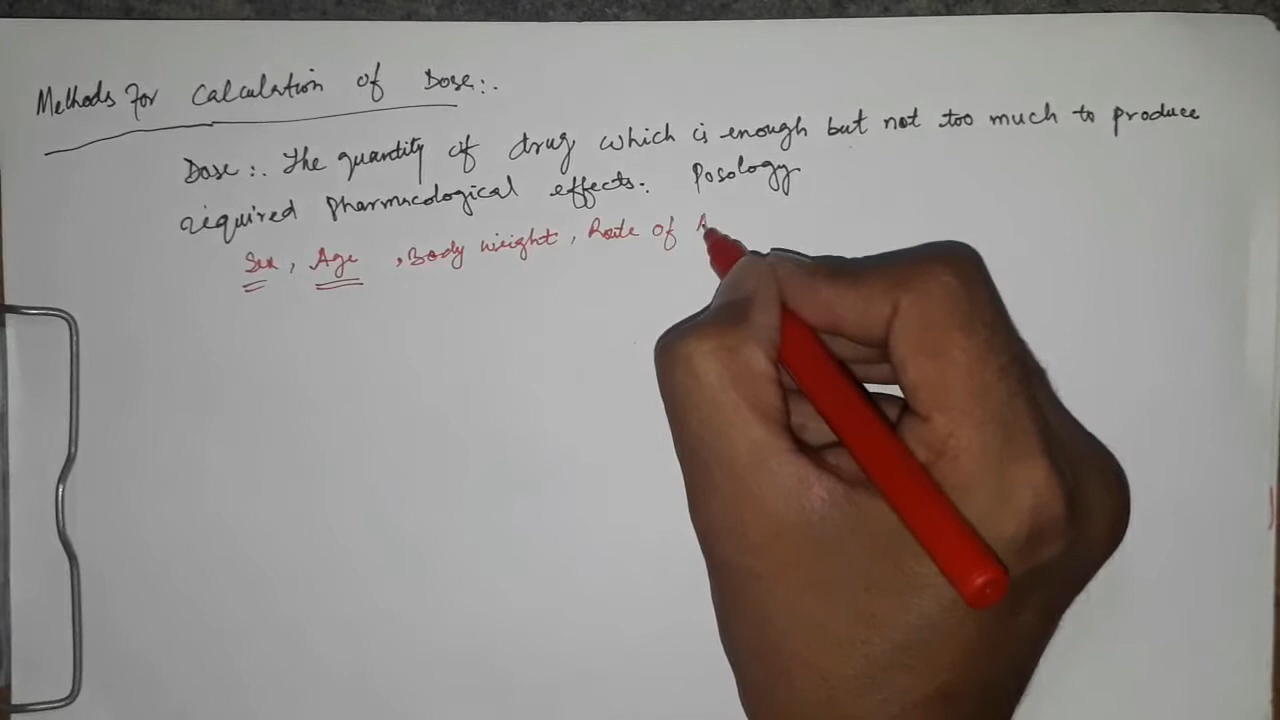 Methods For Calculation of Dose:.
Dose:. The quantity of drug which is enough but not too much to produce
required Pharmacological effects. Posology
Sex, Age, Body weight, Route of A